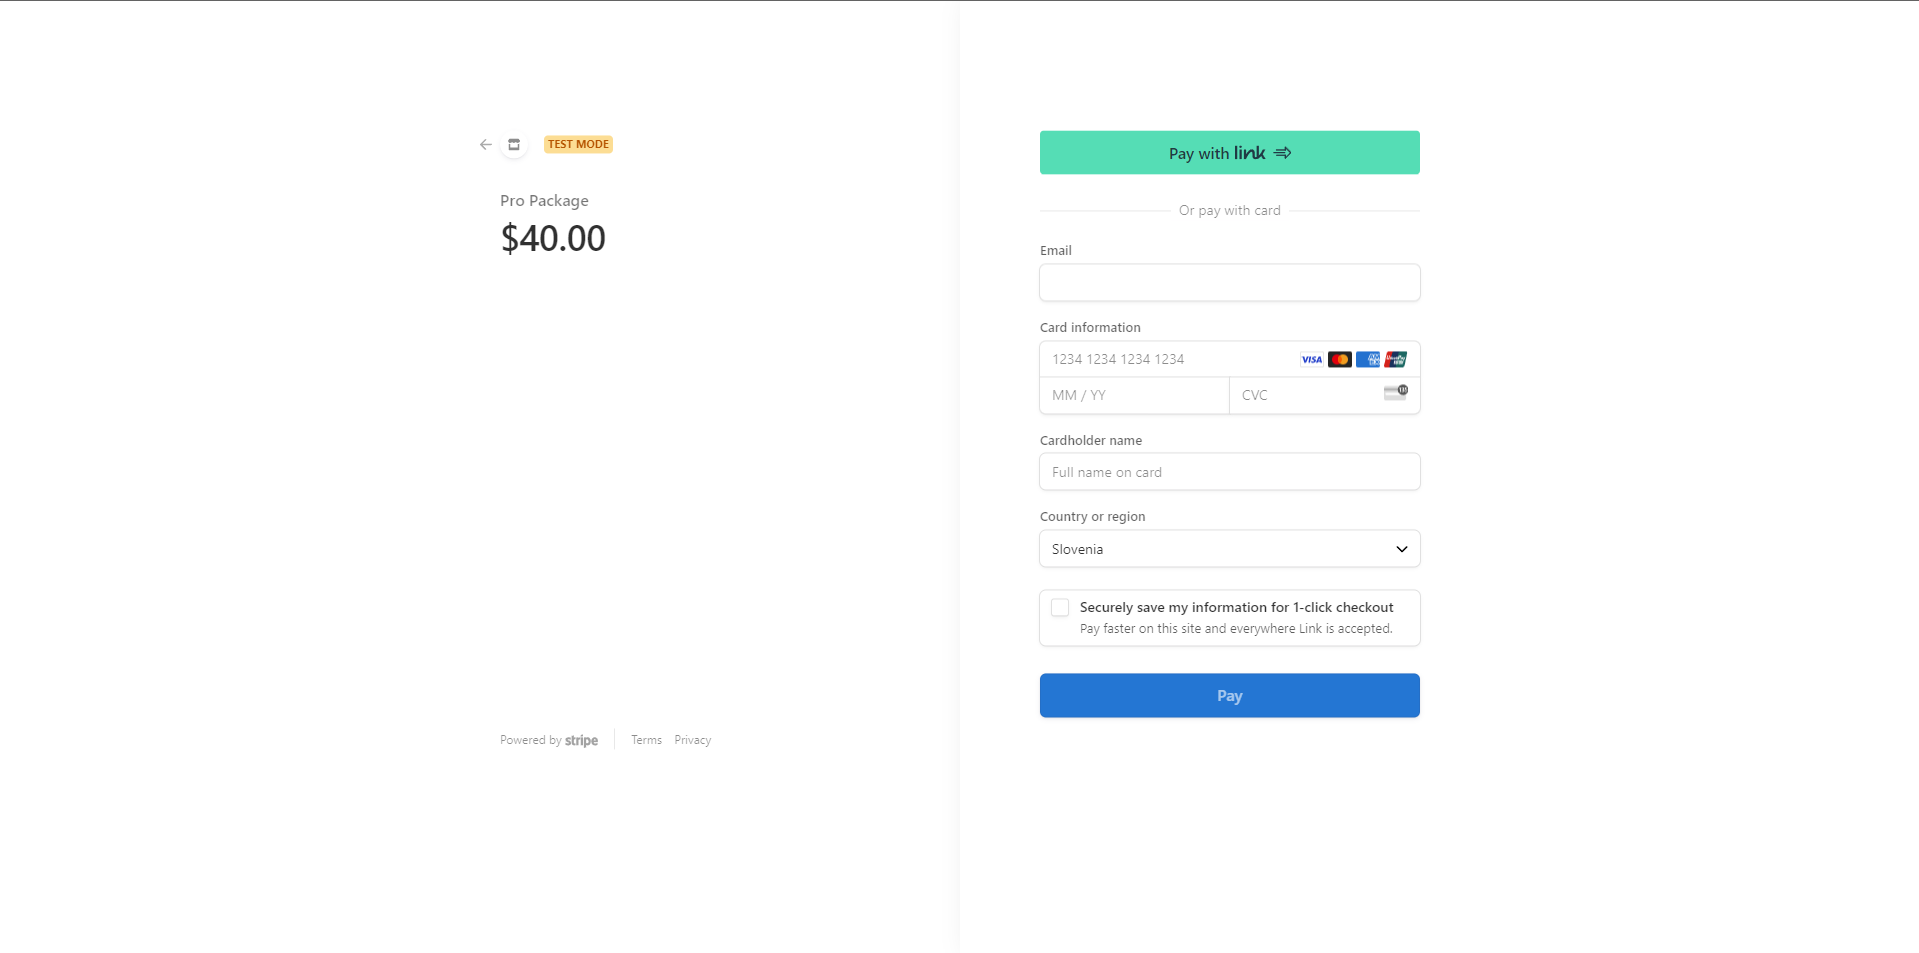 TEST MODE
Pro Package
$40.00
Powered by stripe
Terms
Privacy
Pay with link
Or pay with card
Email
Card information
1234 1234 1234 1234
VISA
MM / YY
CVC
Cardholder name
Full name on card
Country or region
Slovenia
Securely save my information for 1-click checkout
Pay faster on this site and everywhere Link is accepted.
Pay